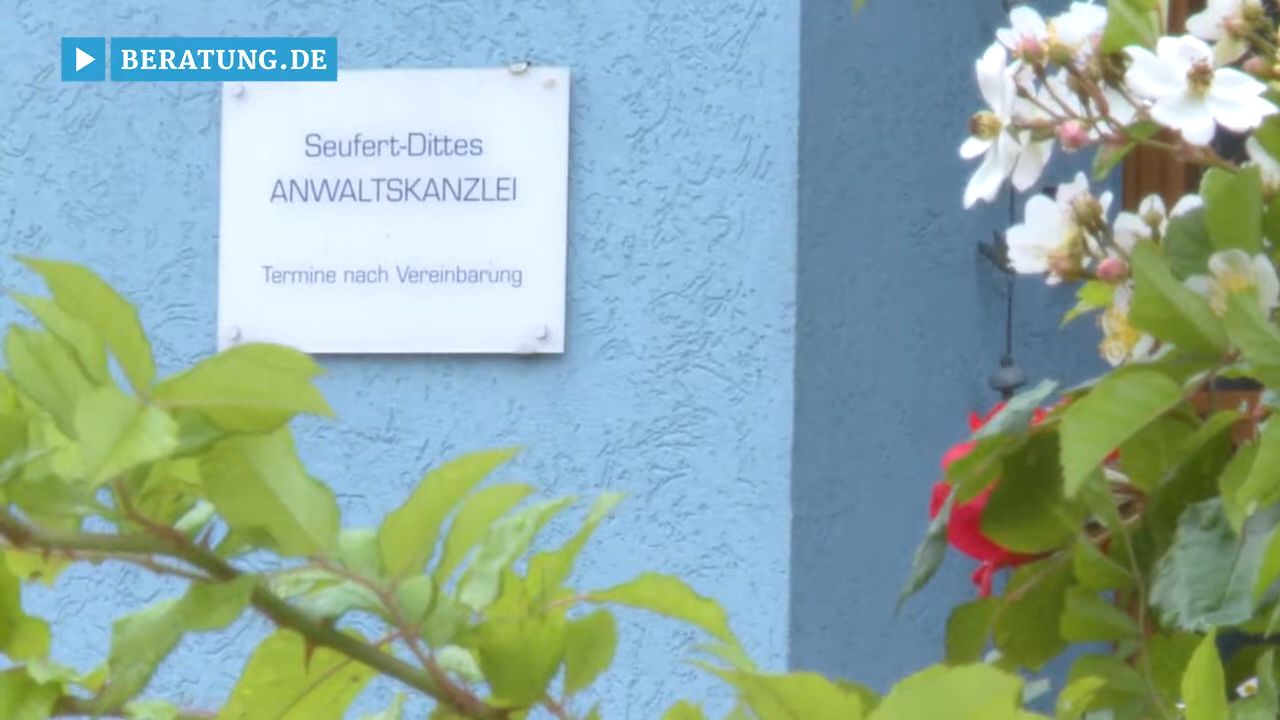 BERATUNG.DE
Seufert-Dittes
ANWALTSKANZLEI
Termine nach Vereinbarung